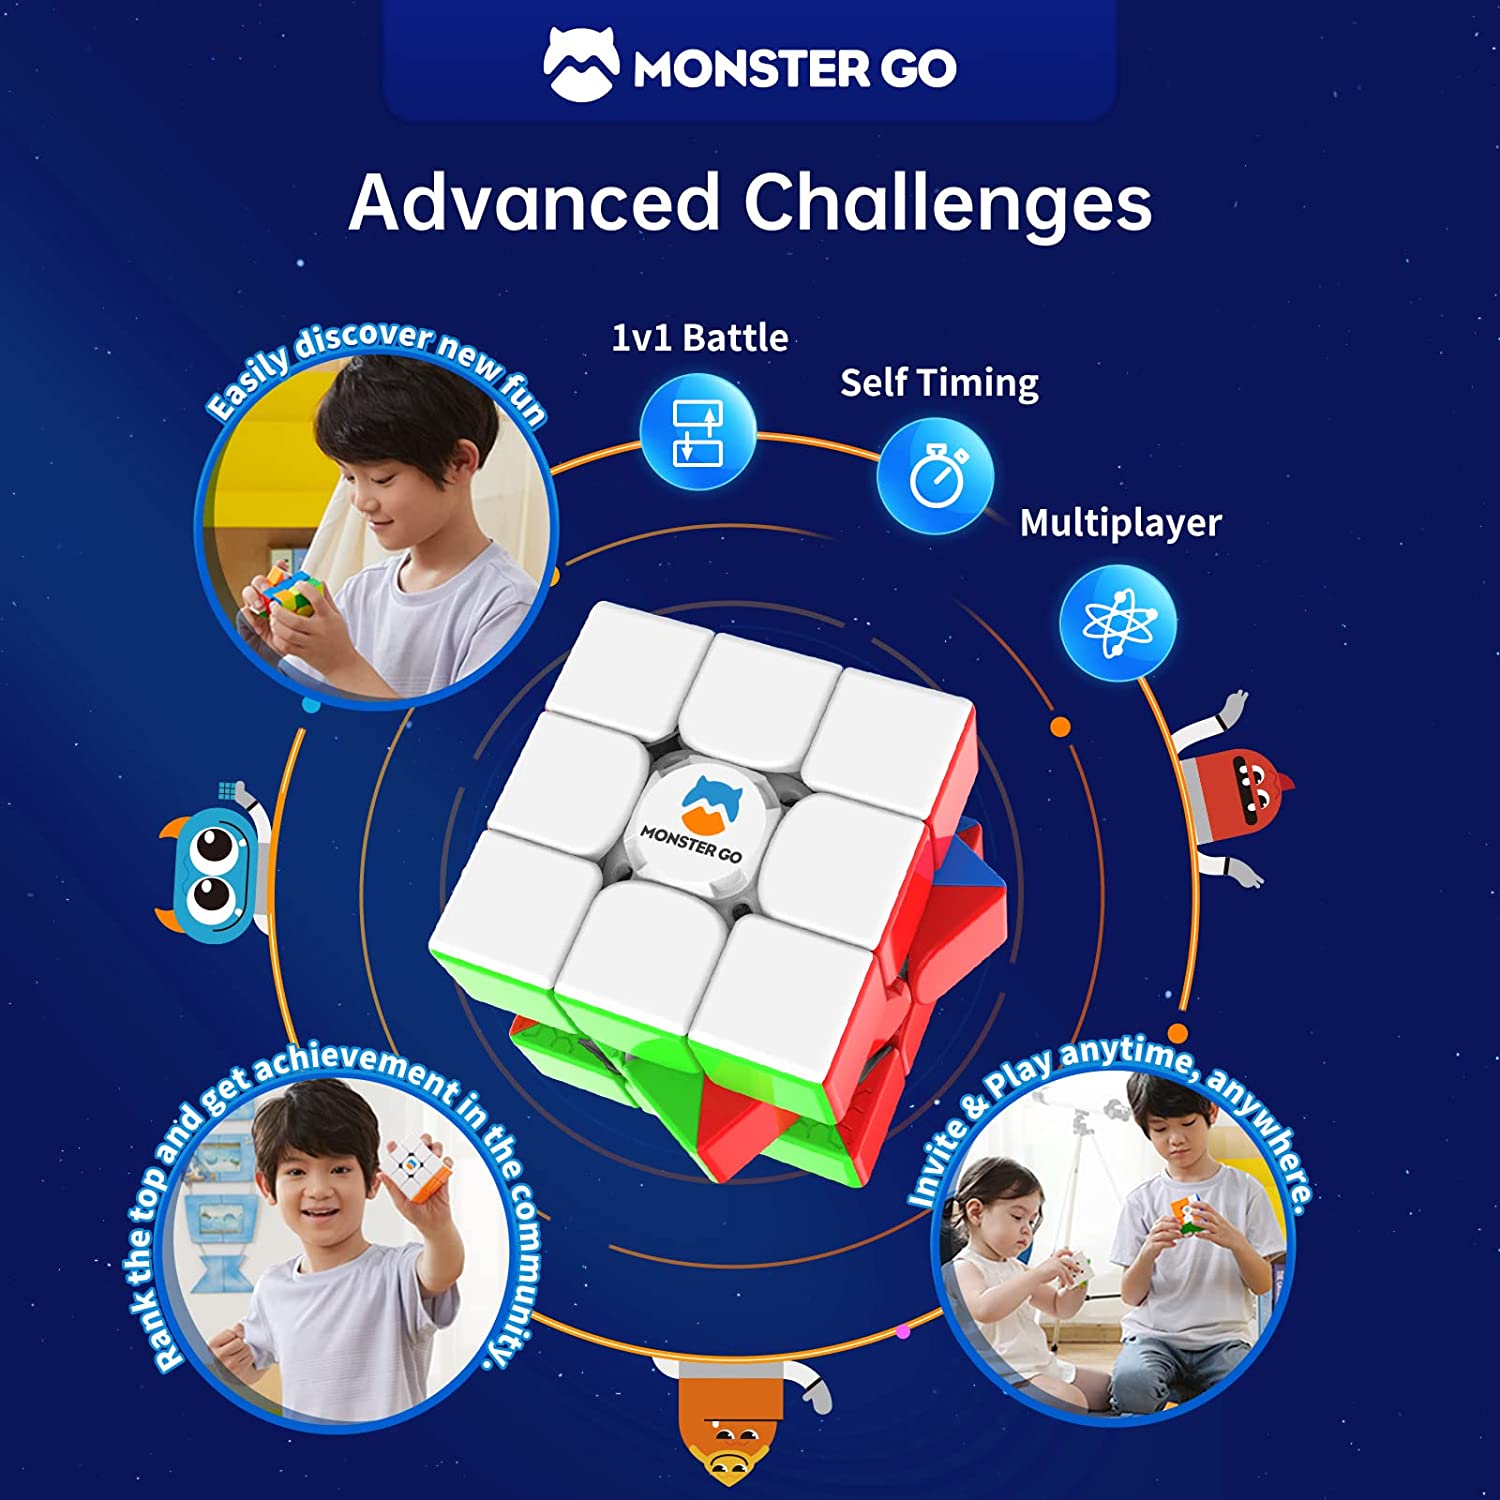 MONSTER GO
Advanced Challenges
Easily discover new fun
1v1 Battle
Self Timing
Multiplayer
MONSTER GO
Rank the top and get achievement in the community.
Invite & Play anytime, anywhere.